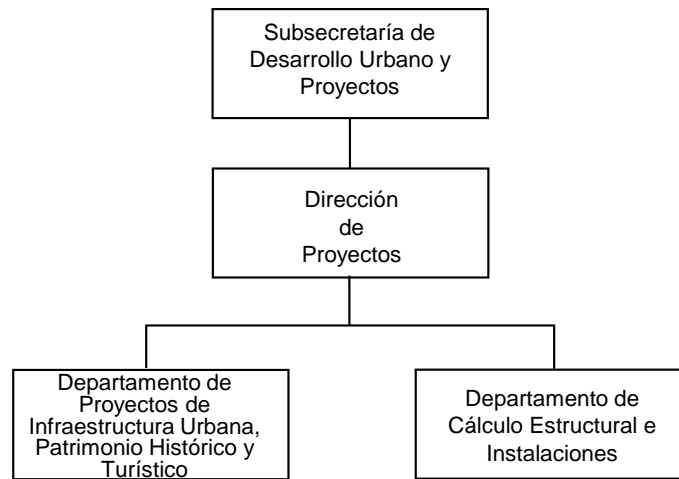 Subsecretaría de
Desarrollo Urbano y
Proyectos
Dirección
de
Proyectos
Departamento de
Proyectos de
Infraestructura Urbana,
Patrimonio Histórico y
Turístico
Departamento de
Cálculo Estructural e
Instalaciones